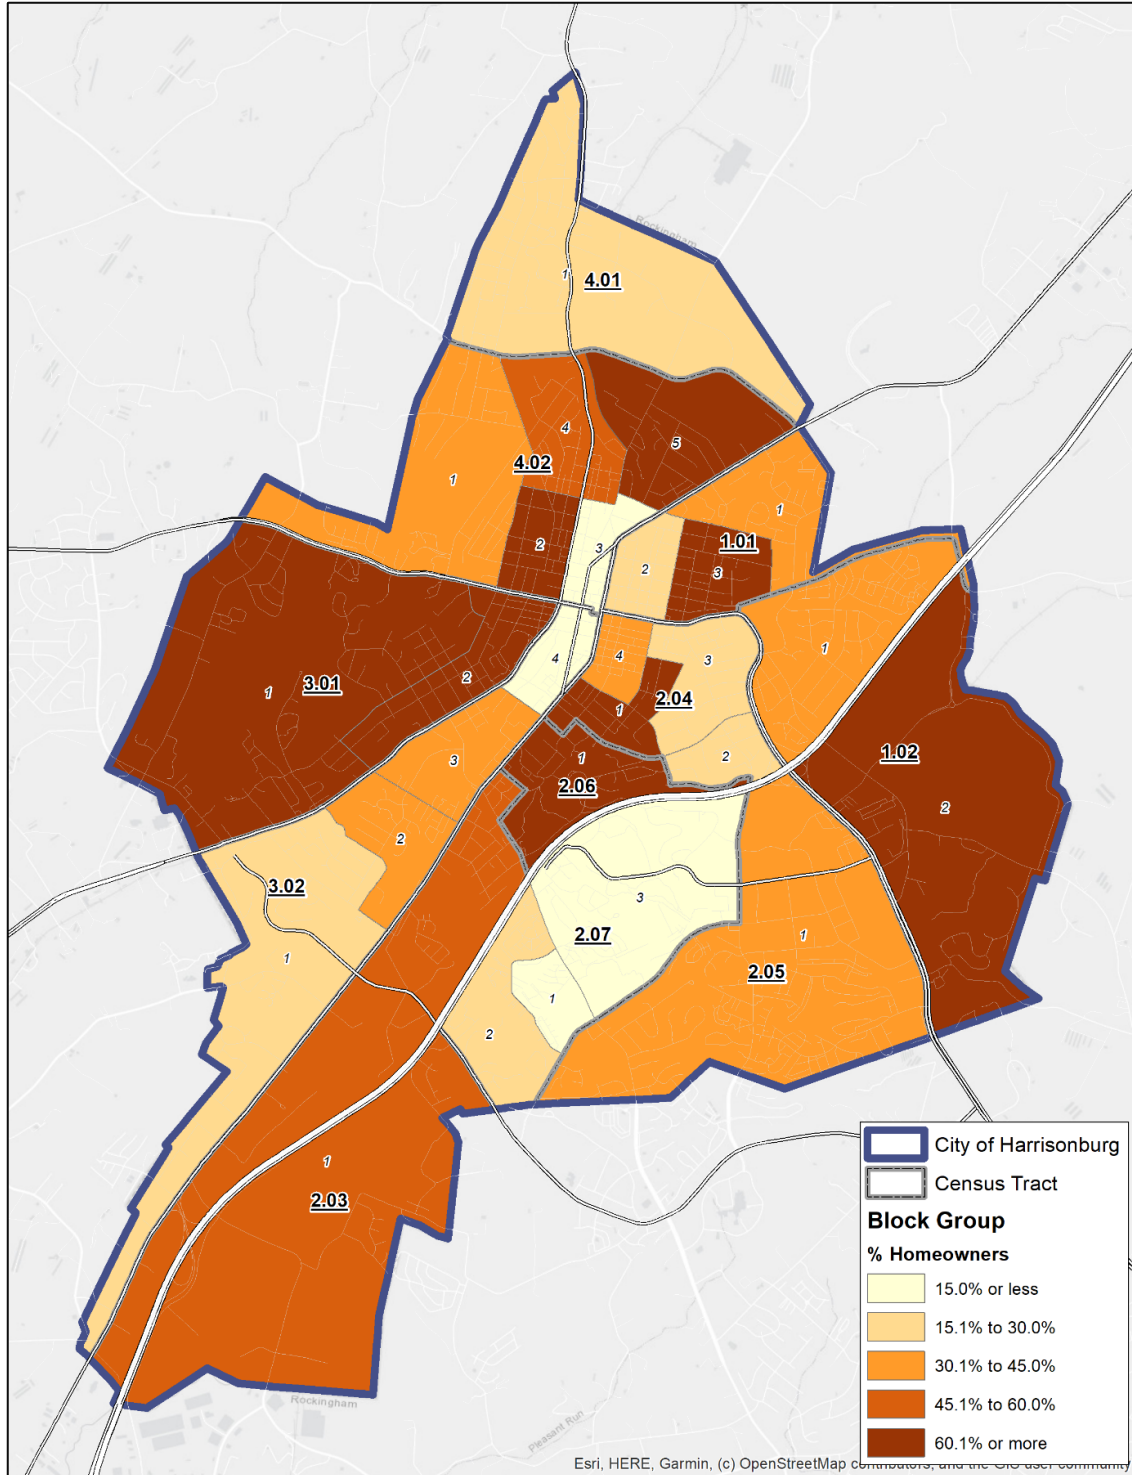 Rockingham
1
4.01
4
5
4.02
1
1
2
3
1.01
2
3
4
3
1
4
2
3.01
1
1
2.04
1.02
2
3
1
2.06
2
2
3.02
3
2.07
1
2.05
1
1
2
1
2.03
City of Harrisonburg
Census Tract
Block Group
% Homeowners
15.0% or less
15.1% to 30.0%
30.1% to 45.0%
45.1% to 60.0%
60.1% or more
Rockingham
Pleasant Run
Esri, HERE, Garmin, (c) OpenStreetMap contributors, and the GIS user community